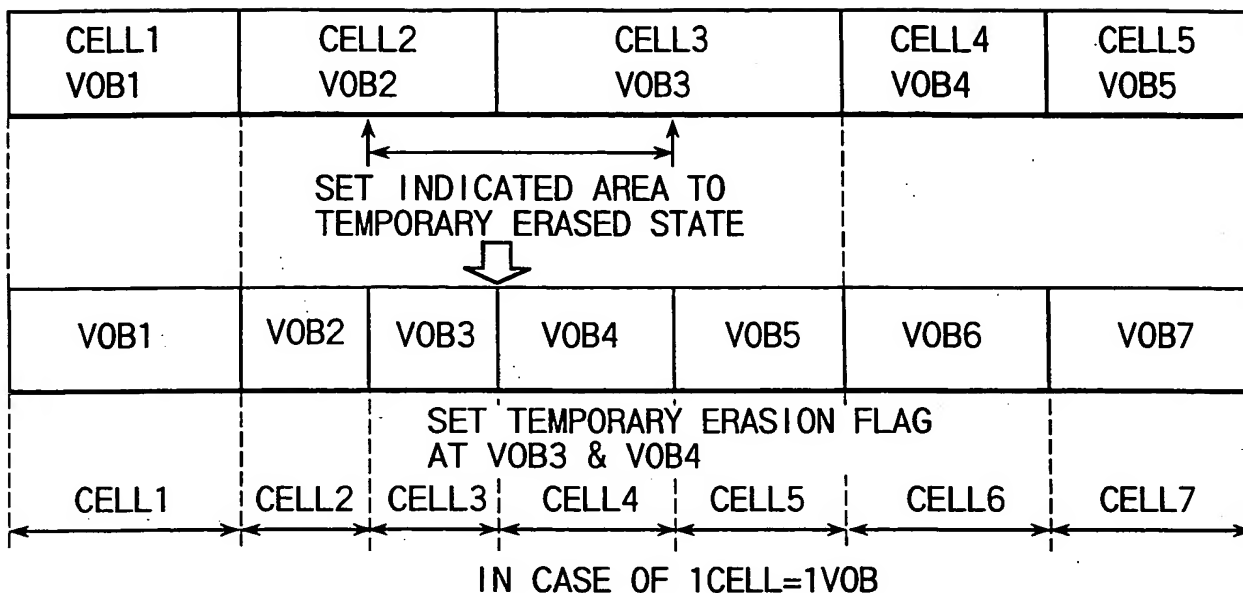 CELL1 CELL2 CELL3 CELL4 CELL5
VOB1 VOB2 VOB3 VOB4 VOB5
SET INDICATED AREA TO
TEMPORARY ERASED STATE
VOB1 VOB2 VOB3 VOB4 VOB5 VOB6 VOB7
SET TEMPORARY ERASION FLAG
AT VOB3 & VOB4
CELL1 CELL2 CELL3 CELL4 CELL5 CELL6 CELL7
IN CASE OF 1CELL=1VOB